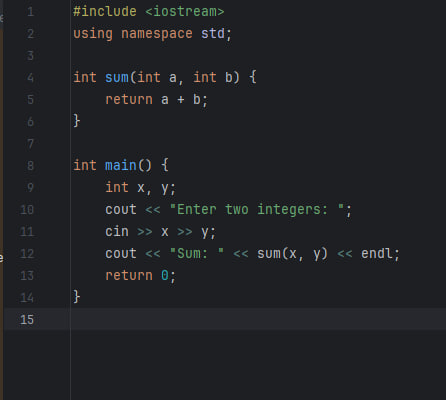 1 #include <iostream>
2 using namespace std;
3
4 int sum(int a, int b) {
5     return a + b;
6 }
7
8 int main() {
9     int x, y;
10     cout << "Enter two integers: ";
11     cin >> x >> y;
12     cout << "Sum: " << sum(x, y) << endl;
13     return 0;
14 }
15